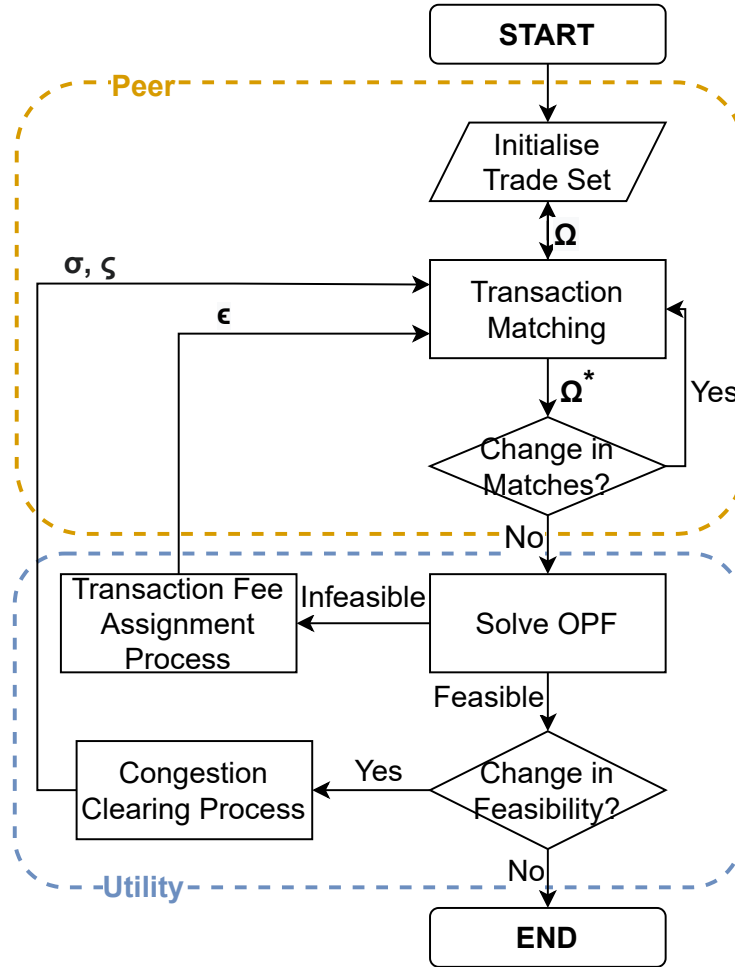 START
Peer
Initialise
Trade Set
Ω
σ, ς
Transaction
Matching
ϵ
Ω*
Yes
Change in
Matches?
No
Transaction Fee
Assignment
Process
Infeasible
Solve OPF
Feasible
Congestion
Clearing Process
Yes
Change in
Feasibility?
No
Utility
END